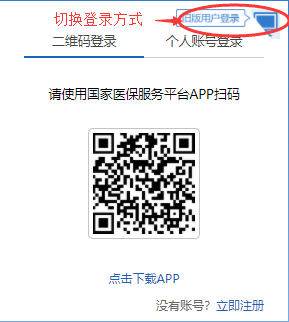 切换登录方式
旧版用户登录
二维码登录 个人账号登录
请使用国家医保服务平台APP扫码
点击下载APP
没有账号？立即注册